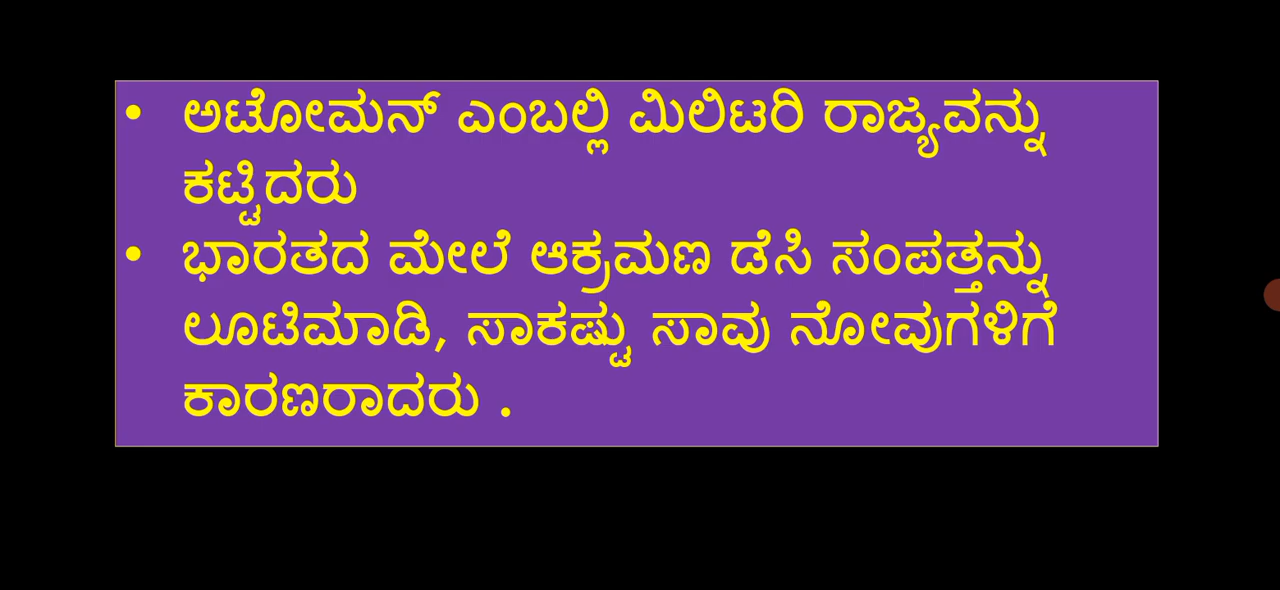 • ಅಟೋಮನ್ ಎಂಬಲ್ಲಿ ಮಿಲಿಟರಿ ರಾಜ್ಯವನ್ನು
ಕಟ್ಟಿದರು
• ಭಾರತದ ಮೇಲೆ ಆಕ್ರಮಣ ಡೆಸಿ ಸಂಪತ್ತನ್ನು
ಲೂಟಿಮಾಡಿ, ಸಾಕಷ್ಟು ಸಾವು ನೋವುಗಳಿಗೆ
ಕಾರಣರಾದರು .